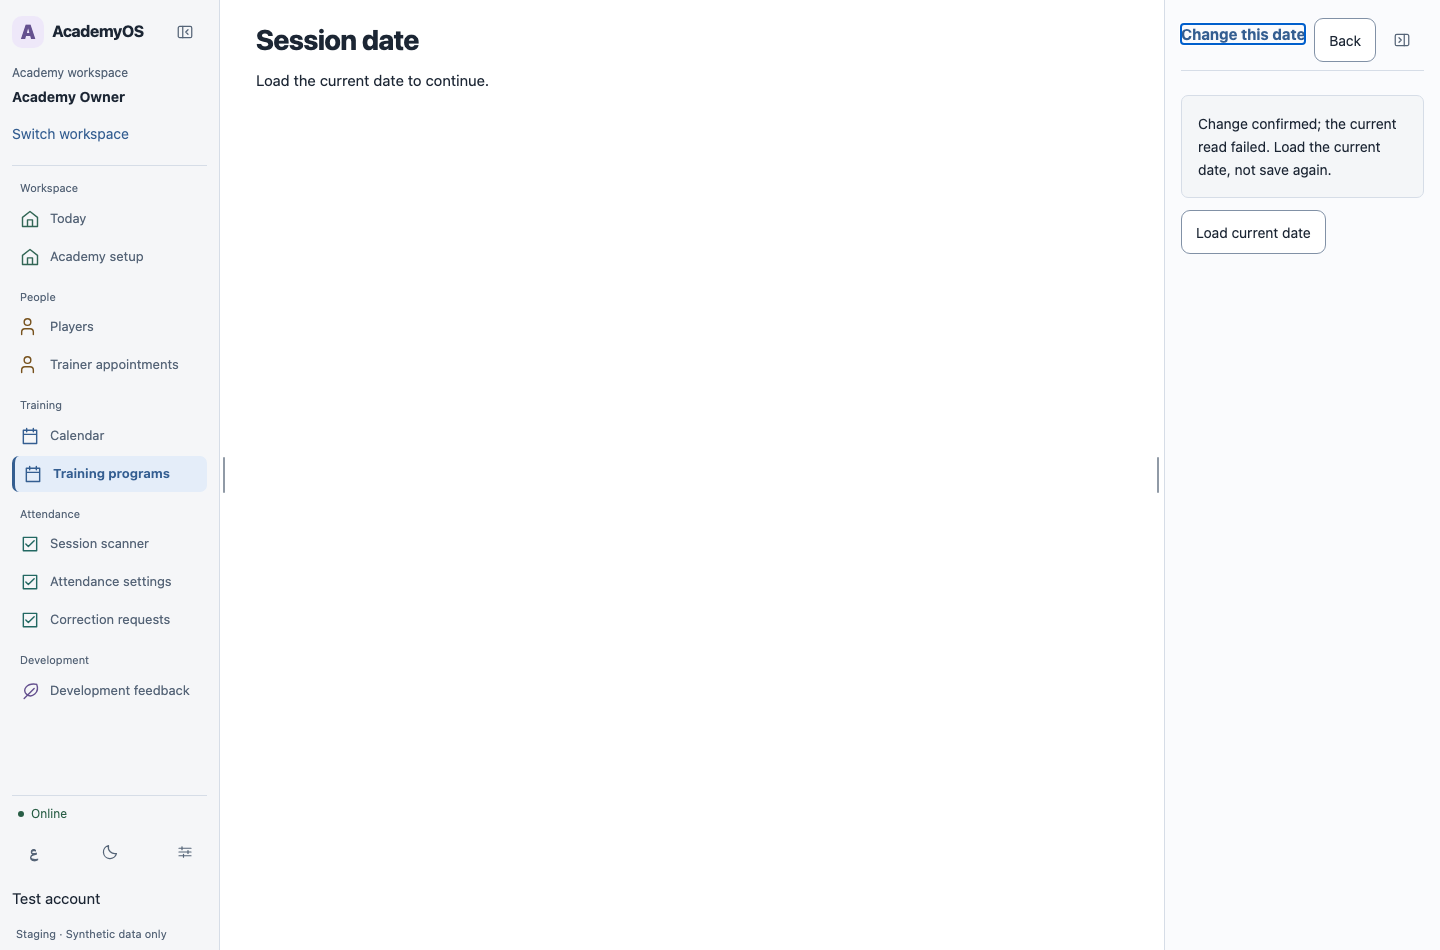 A AcademyOS
Academy workspace
Academy Owner
Switch workspace
Workspace
Today
Academy setup
People
Players
Trainer appointments
Training
Calendar
Training programs
Attendance
Session scanner
Attendance settings
Correction requests
Development
Development feedback
Online
ع
Test account
Staging · Synthetic data only
Session date
Load the current date to continue.
Change this date
Back
Change confirmed; the current
read failed. Load the current
date, not save again.
Load current date